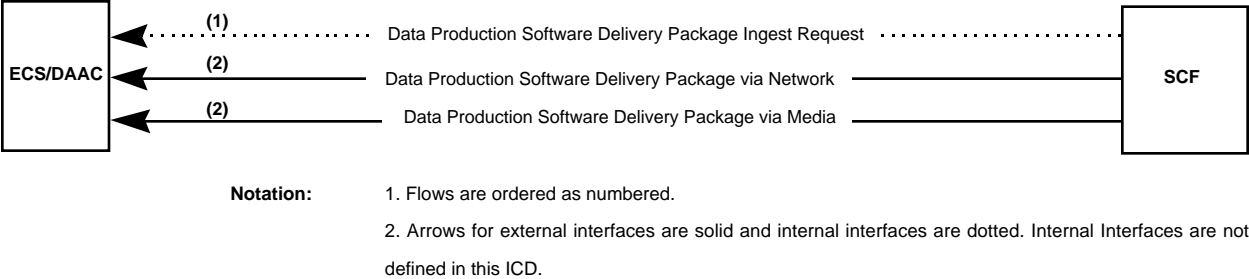 (1)
Data Production Software Delivery Package Ingest Request
ECS/DAAC
(2)
Data Production Software Delivery Package via Network
SCF
(2)
Data Production Software Delivery Package via Media
Notation: 1. Flows are ordered as numbered.
2. Arrows for external interfaces are solid and internal interfaces are dotted. Internal Interfaces are not
defined in this ICD.